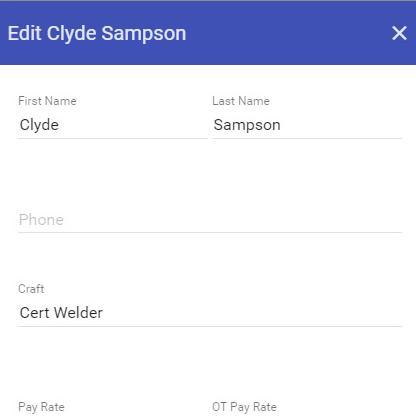 Edit Clyde Sampson
First Name Last Name
Clyde Sampson
Phone
Craft
Cert Welder
Pay Rate OT Pay Rate